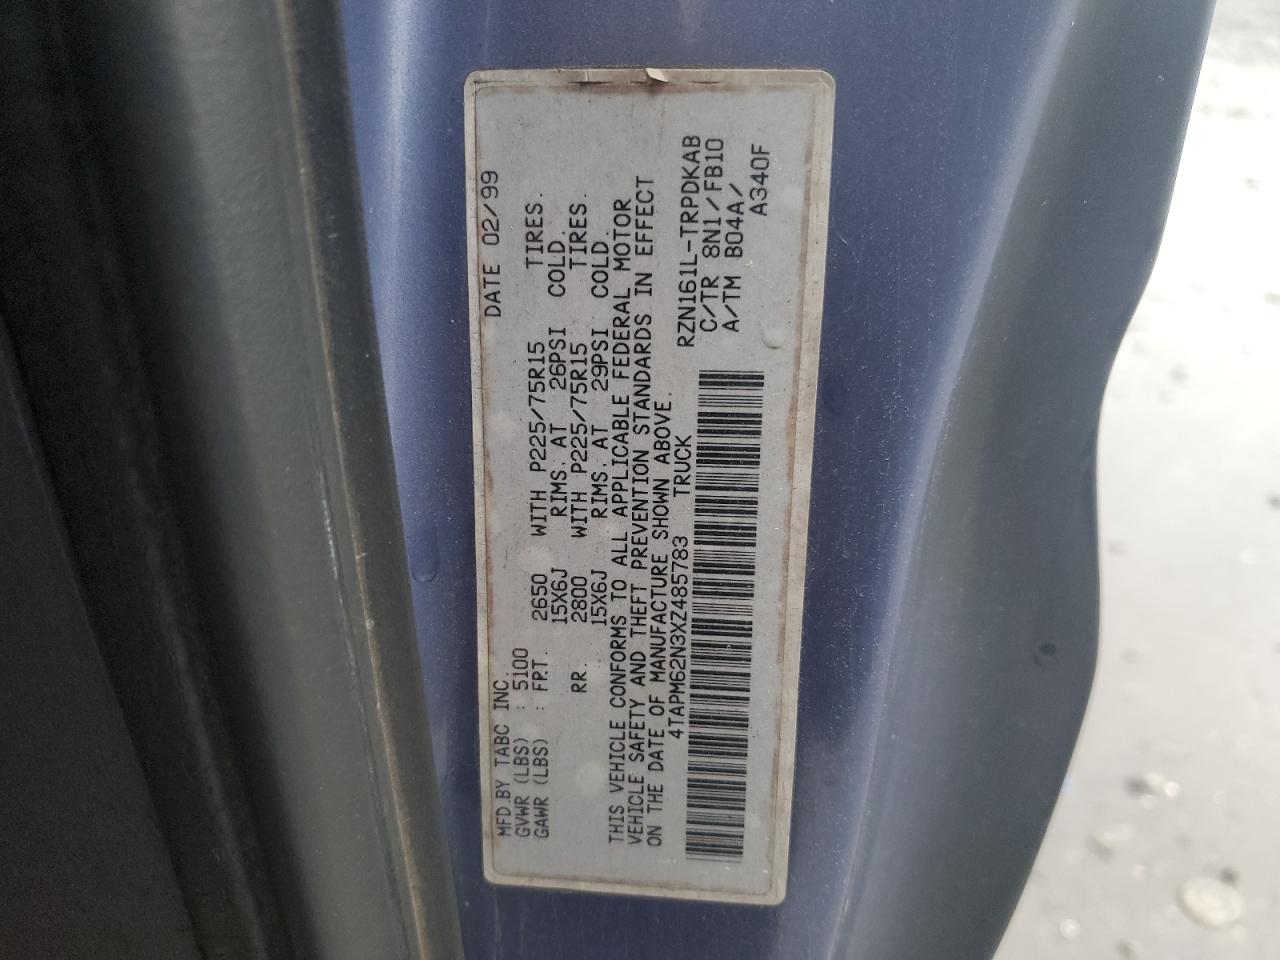 MFD.BY TABC INC. DATE 02/99
GVWR (LBS) : 5100
GAWR (LBS) : FRT. 2650 WITH P225/75R15 TIRES.
15X6J RIMS. AT 26PSI COLD.
RR. 2800 WITH P225/75R15 TIRES.
15X6J RIMS. AT 29PSI COLD.
THIS VEHICLE CONFORMS TO ALL APPLICABLE FEDERAL MOTOR
VEHICLE SAFETY AND THEFT PREVENTION STANDARDS IN EFFECT
ON THE DATE OF MANUFACTURE SHOWN ABOVE.
4TAPM62N3XZ485783 TRUCK
RZN161L-TRPDKAB
C/TR 8N1/FB10
A/TM B04A/
A340F